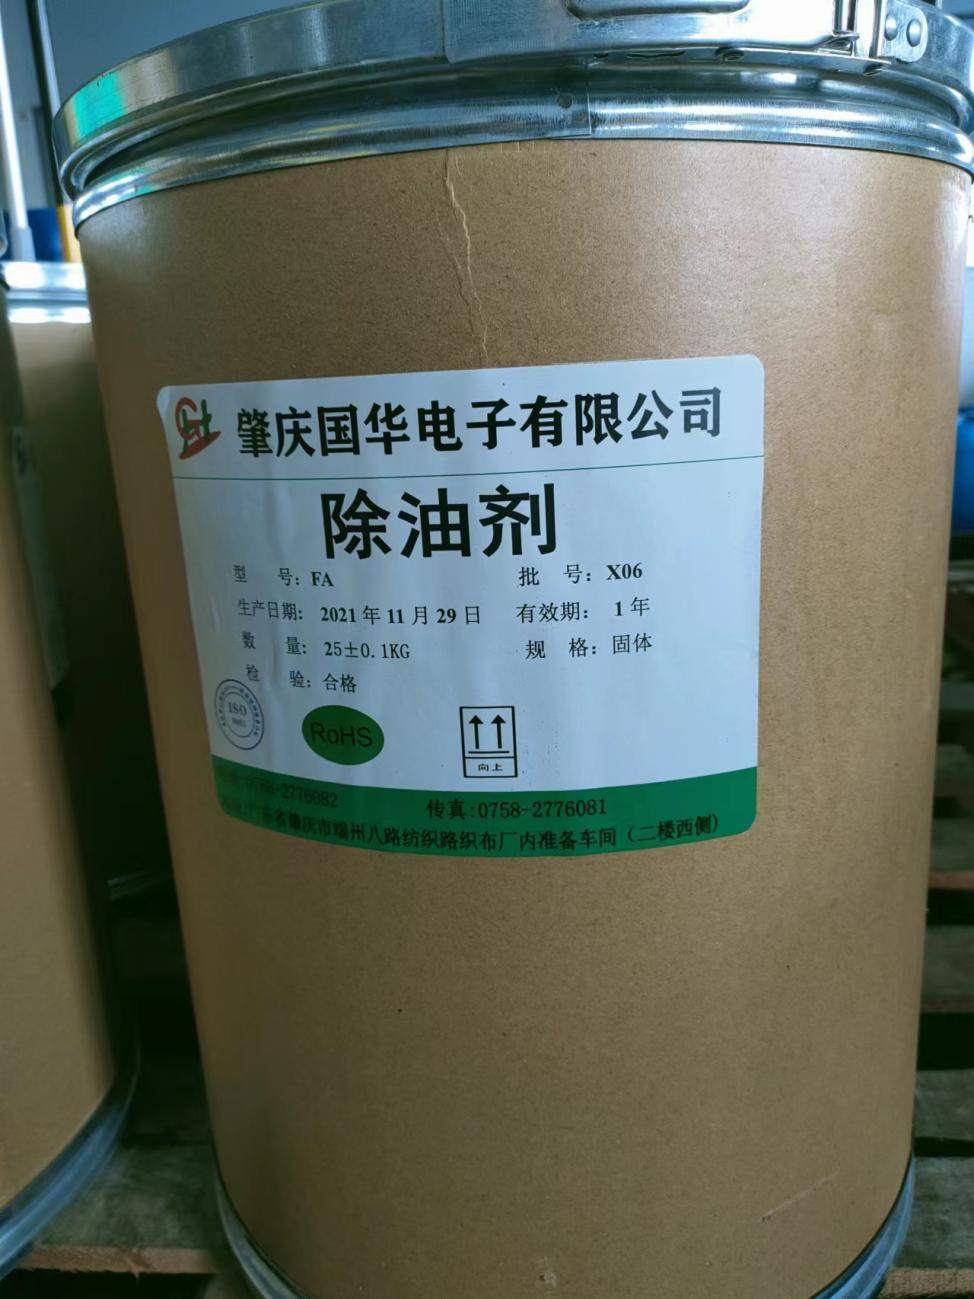 肇庆国华电子有限公司
除油剂
型 号：FA 批 号：X06
生产日期： 2021年11月29日 有效期： 1年
数 量： 25±0.1KG 规 格：固体
检 验：合格
ISO
9001
RoHS
向上
0758-2776082 传真:0758-2776081
广东省肇庆市端州八路纺织路织布厂内准备车间（二楼西侧）